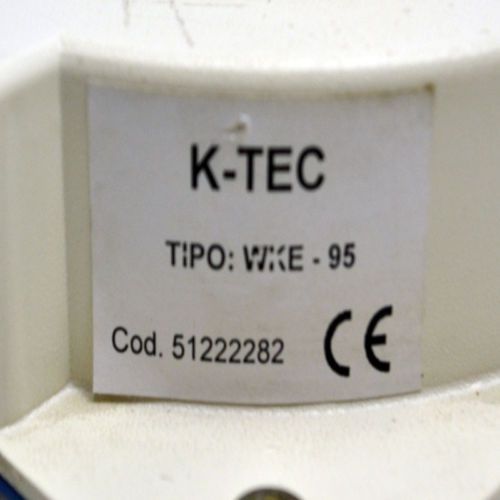 K-TEC
TIPO: WKE - 95
Cod. 51222282 CE